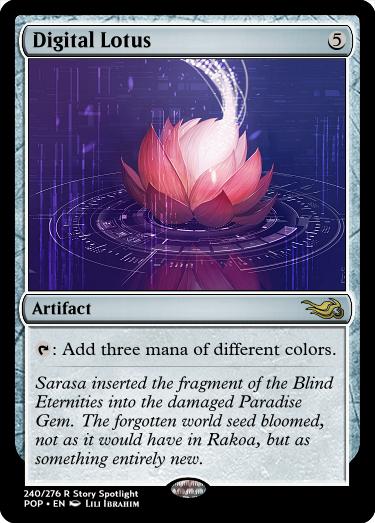 Digital Lotus 5
Artifact
: Add three mana of different colors.
Sarasa inserted the fragment of the Blind
Eternities into the damaged Paradise
Gem. The forgotten world seed bloomed,
not as it would have in Rakoa, but as
something entirely new.
240/276 R Story Spotlight
POP • EN Lili Ibrahim